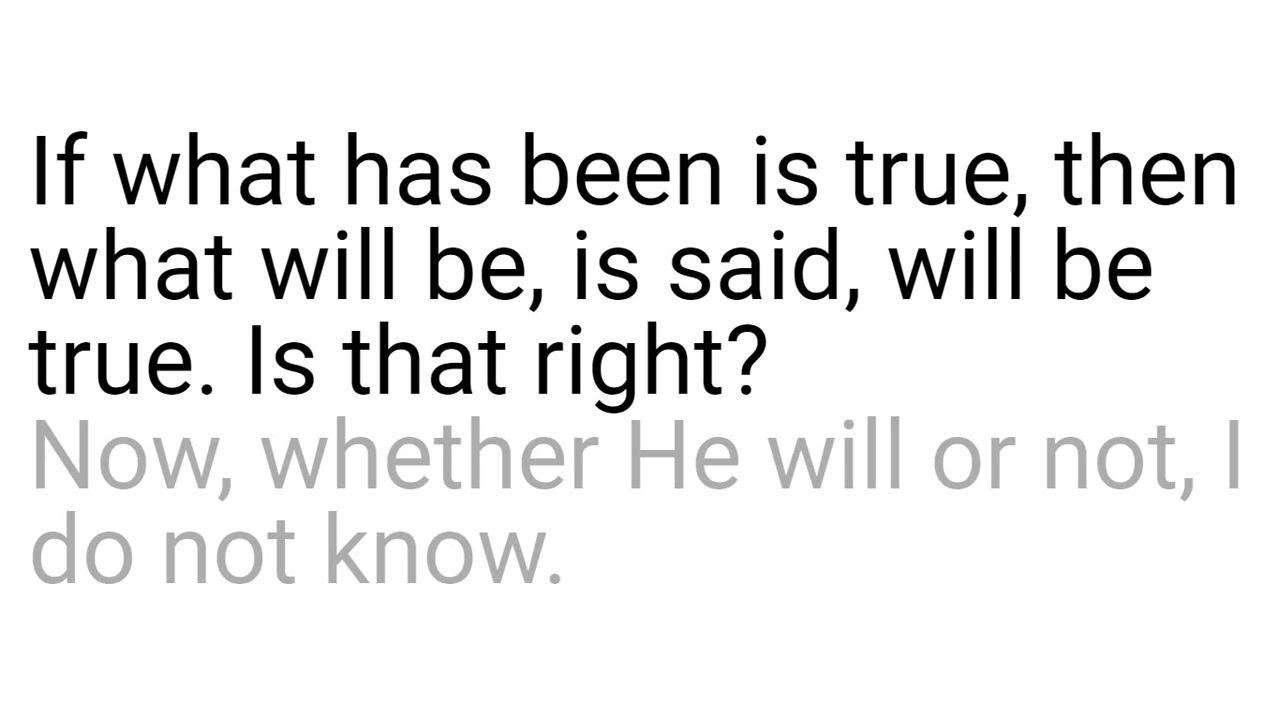 If what has been is true, then
what will be, is said, will be
true. Is that right?
Now, whether He will or not, I
do not know.